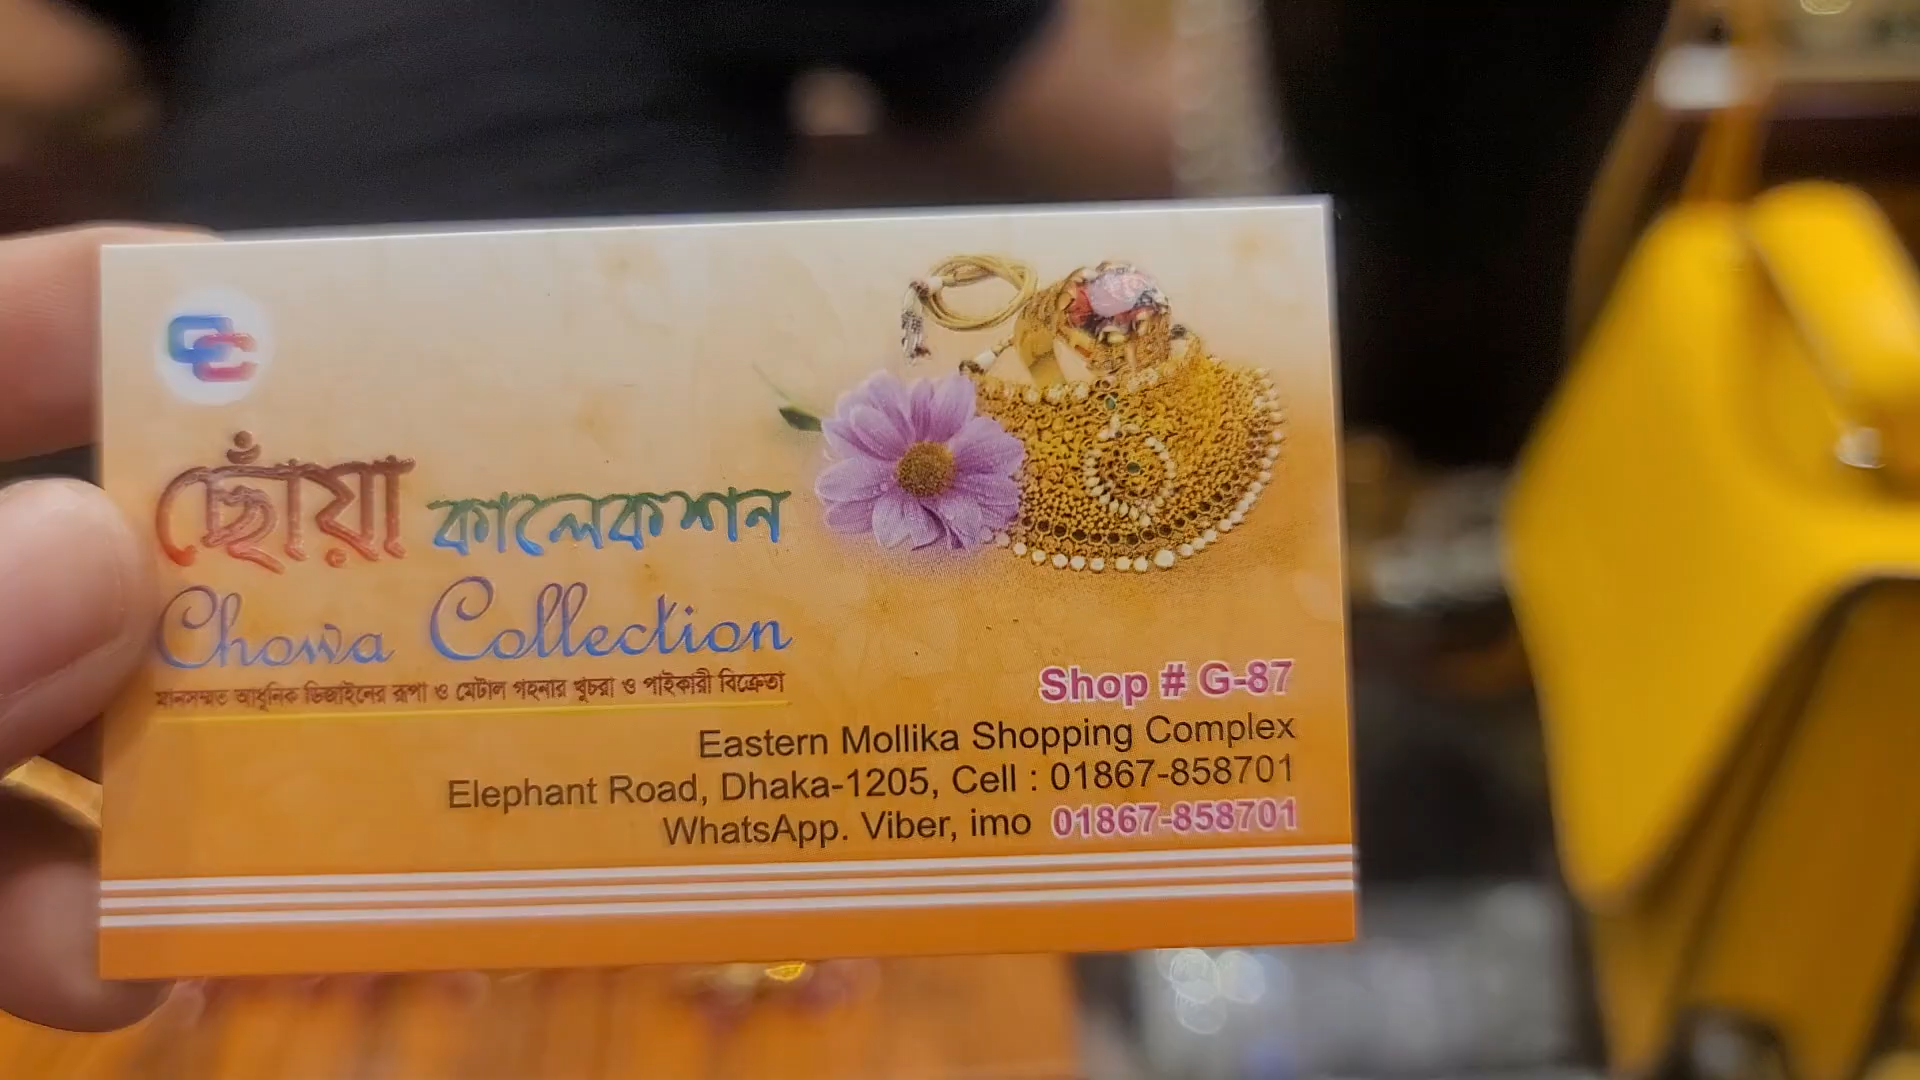 CC
ছোঁয়া কালেকশন
Chowa Collection
মানসম্মত আধুনিক ডিজাইনের রূপা ও মেটাল গহনার খুচরা ও পাইকারী বিক্রেতা
Shop # G-87
Eastern Mollika Shopping Complex
Elephant Road, Dhaka-1205, Cell : 01867-858701
WhatsApp. Viber, imo 01867-858701